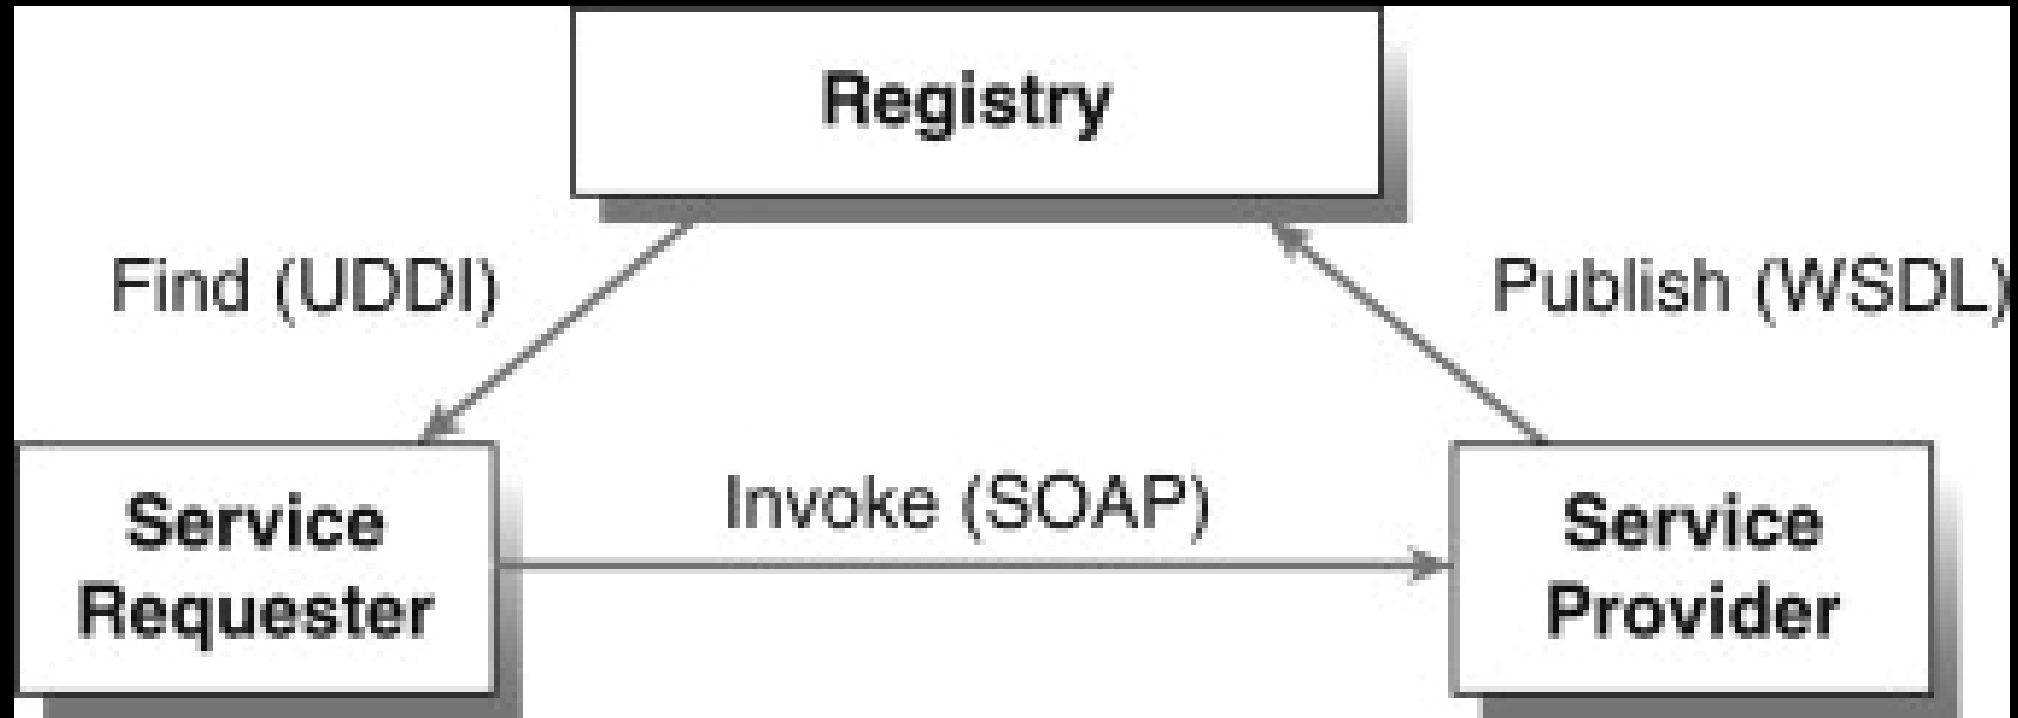 Registry
Find (UDDI)
Publish (WSDL)
Invoke (SOAP)
Service
Requester
Service
Provider